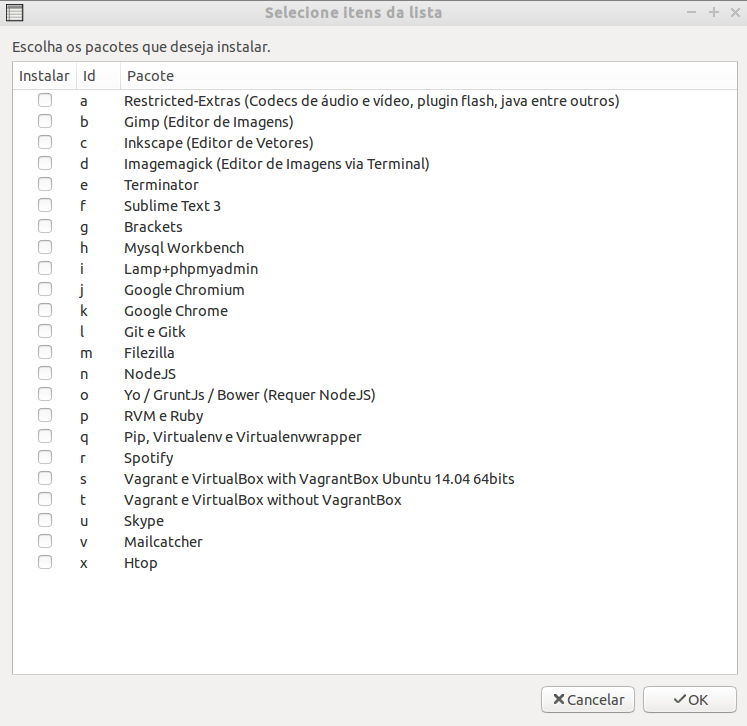 Selecione itens da lista
Escolha os pacotes que deseja instalar.
Instalar Id Pacote
a Restricted-Extras (Codecs de áudio e vídeo, plugin flash, java entre outros)
b Gimp (Editor de Imagens)
c Inkscape (Editor de Vetores)
d Imagemagick (Editor de Imagens via Terminal)
e Terminator
f Sublime Text 3
g Brackets
h Mysql Workbench
i Lamp+phpmyadmin
j Google Chromium
k Google Chrome
l Git e Gitk
m Filezilla
n NodeJS
o Yo / GruntJs / Bower (Requer NodeJS)
p RVM e Ruby
q Pip, Virtualenv e Virtualenvwrapper
r Spotify
s Vagrant e VirtualBox with VagrantBox Ubuntu 14.04 64bits
t Vagrant e VirtualBox without VagrantBox
u Skype
v Mailcatcher
x Htop
Cancelar OK